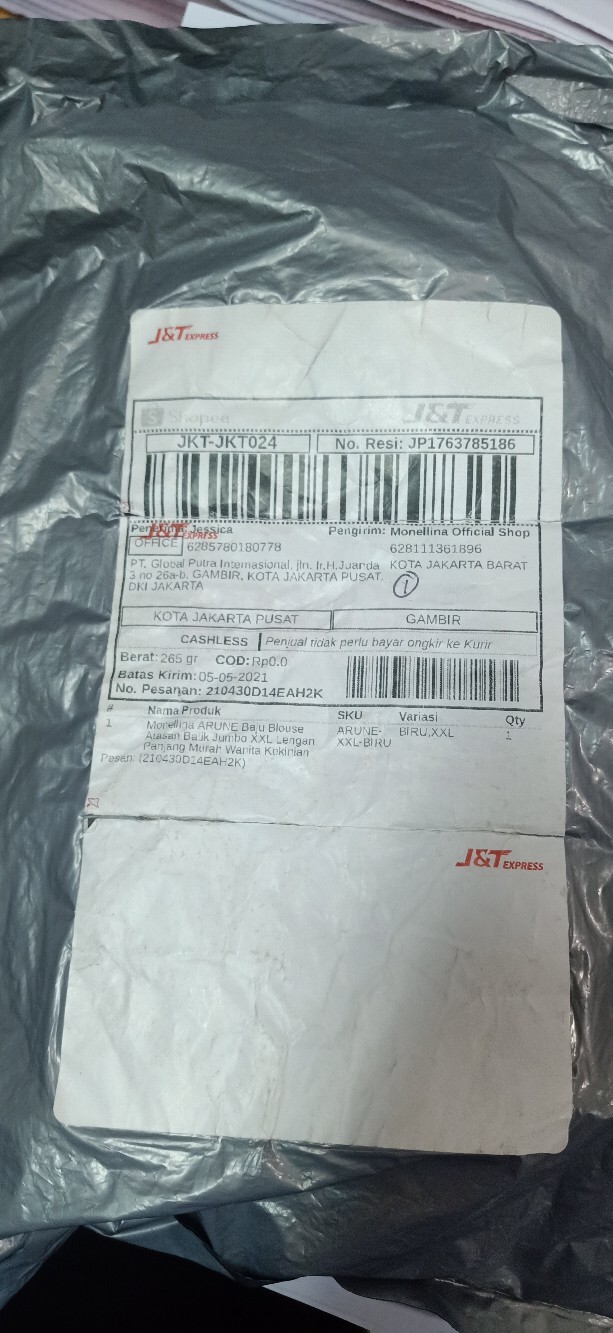 J&T EXPRESS
Shopee J&T EXPRESS
JKT-JKT024 No. Resi: JP1763785186
Penerima: Jessica Pengirim: Monellina Official Shop
J&T EXPRESS
OFFICE 6285780180778 628111361896
PT. Global Putra Internasional, jln. Ir.H.Juanda KOTA JAKARTA BARAT
3 no 26a-b, GAMBIR, KOTA JAKARTA PUSAT,
DKI JAKARTA
1
KOTA JAKARTA PUSAT GAMBIR
CASHLESS Penjual tidak perlu bayar ongkir ke Kurir
Berat: 265 gr COD: Rp0.0
Batas Kirim: 05-05-2021
No. Pesanan: 210430D14EAH2K
# Nama Produk SKU Variasi Qty
1 Monellina ARUNE Baju Blouse ARUNE- BIRU,XXL 1
Atasan Batik Jumbo XXL Lengan XXL-BIRU
Panjang Murah Wanita Kekinian
Pesan: (210430D14EAH2K)
J&T EXPRESS